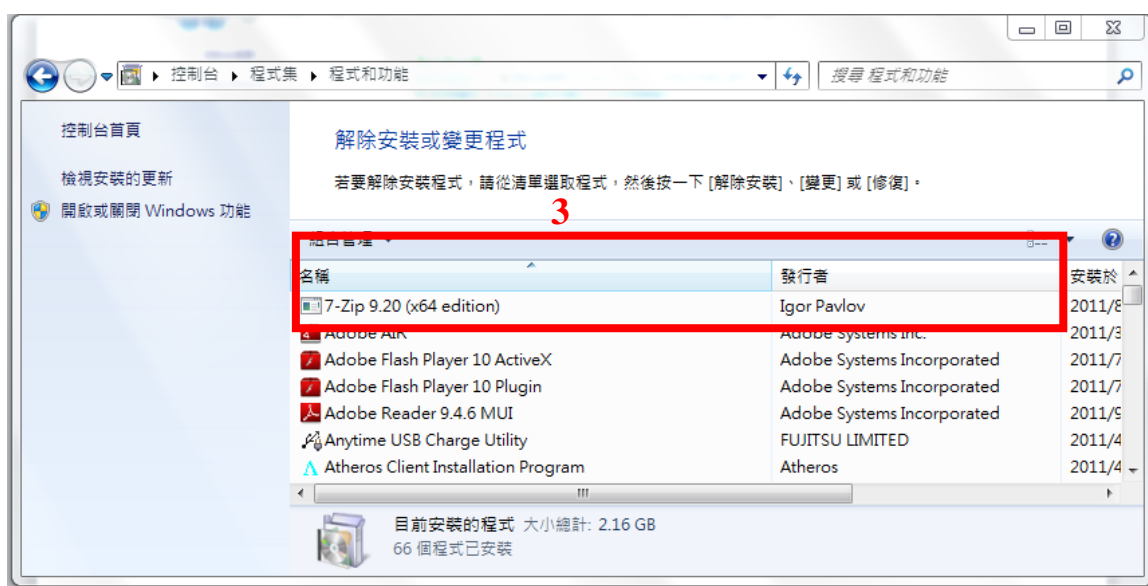 控制台 ▸ 程式集 ▸ 程式和功能 搜尋 程式和功能
控制台首頁
檢視安裝的更新
開啟或關閉 Windows 功能
解除安裝或變更程式
若要解除安裝程式，請從清單選取程式，然後按一下 [解除安裝]、[變更] 或 [修復]。
3
組合管理
名稱 發行者 安裝於
7-Zip 9.20 (x64 edition) Igor Pavlov 2011/8
Adobe AIR Adobe Systems Inc. 2011/3
Adobe Flash Player 10 ActiveX Adobe Systems Incorporated 2011/7
Adobe Flash Player 10 Plugin Adobe Systems Incorporated 2011/7
Adobe Reader 9.4.6 MUI Adobe Systems Incorporated 2011/9
Anytime USB Charge Utility FUJITSU LIMITED 2011/4
Atheros Client Installation Program Atheros 2011/4
目前安裝的程式 大小總計: 2.16 GB
66 個程式已安裝